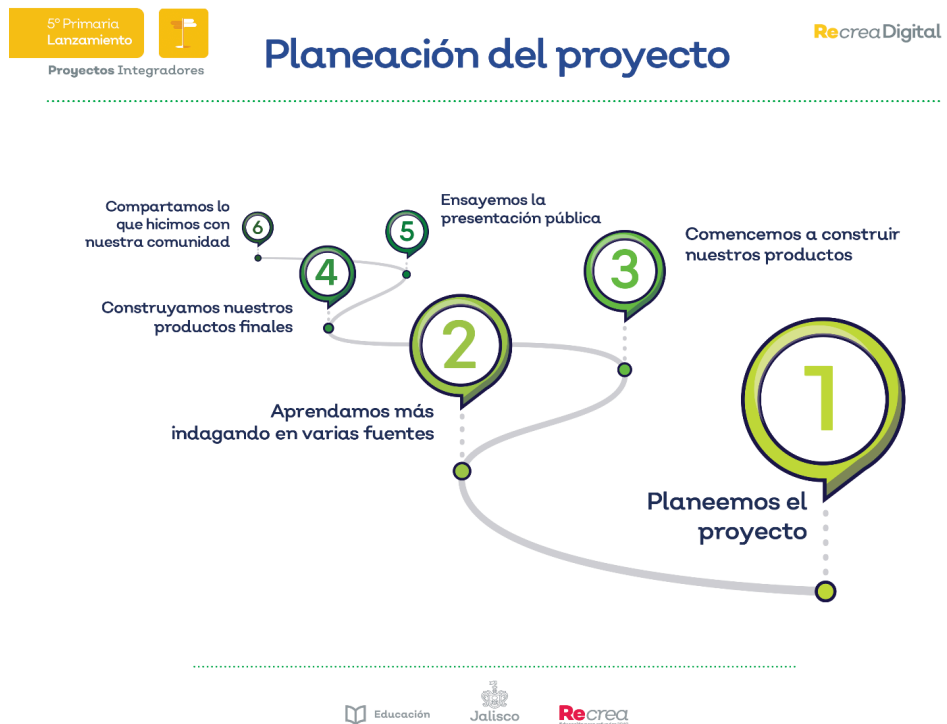 5º Primaria
Lanzamiento
Proyectos Integradores
Planeación del proyecto
RecreaDigital
1
Planeemos el
proyecto
2
Aprendamos más
indagando en varias fuentes
3
Comencemos a construir
nuestros productos
4
Construyamos nuestros
productos finales
5
Ensayemos la
presentación pública
6
Compartamos lo
que hicimos con
nuestra comunidad
Educación
Jalisco
Recrea